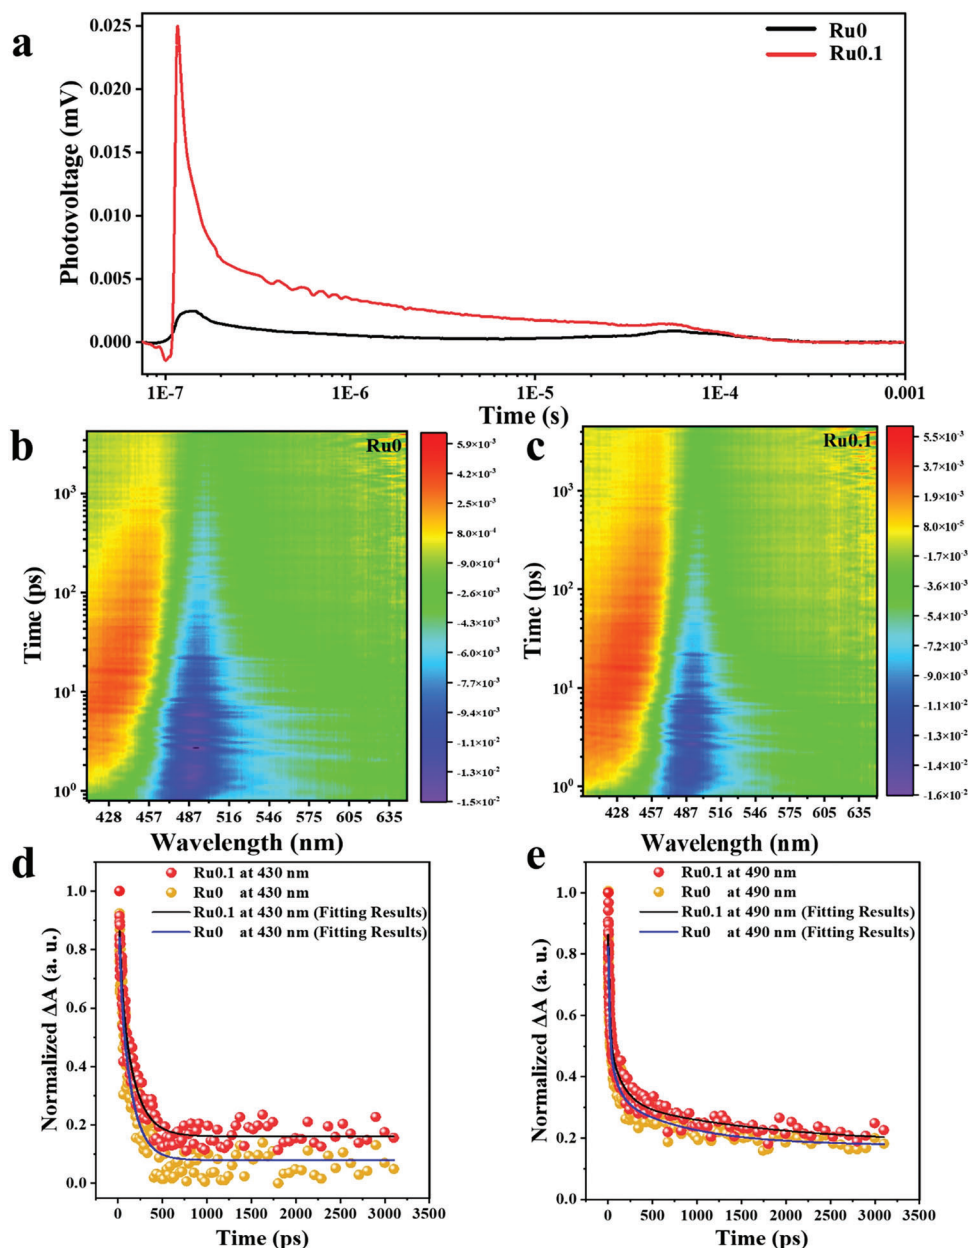 a
Ru0
Ru0.1
0.025
0.020
0.015
0.010
0.005
0.000
Photovoltage (mV)
1E-7
1E-6
1E-5
1E-4
0.001
Time (s)
b
Ru0
10³
10²
10¹
10⁰
Time (ps)
428 457 487 516 546 575 605 635
Wavelength (nm)
5.9×10⁻³
4.2×10⁻³
2.5×10⁻³
8.0×10⁻⁴
-9.0×10⁻⁴
-2.6×10⁻³
-4.3×10⁻³
-6.0×10⁻³
-7.7×10⁻³
-9.4×10⁻³
-1.1×10⁻²
-1.3×10⁻²
-1.5×10⁻²
c
Ru0.1
10³
10²
10¹
10⁰
Time (ps)
428 457 487 516 546 575 605 635
Wavelength (nm)
5.5×10⁻³
3.7×10⁻³
1.9×10⁻³
8.0×10⁻⁵
-1.7×10⁻³
-3.6×10⁻³
-5.4×10⁻³
-7.2×10⁻³
-9.0×10⁻³
-1.1×10⁻²
-1.3×10⁻²
-1.4×10⁻²
-1.6×10⁻²
d
Ru0.1 at 430 nm
Ru0 at 430 nm
Ru0.1 at 430 nm (Fitting Results)
Ru0 at 430 nm (Fitting Results)
1.0
0.8
0.6
0.4
0.2
0.0
Normalized ΔA (a. u.)
0 500 1000 1500 2000 2500 3000 3500
Time (ps)
e
Ru0.1 at 490 nm
Ru0 at 490 nm
Ru0.1 at 490 nm (Fitting Results)
Ru0 at 490 nm (Fitting Results)
1.0
0.8
0.6
0.4
0.2
0.0
Normalized ΔA (a. u.)
0 500 1000 1500 2000 2500 3000 3500
Time (ps)